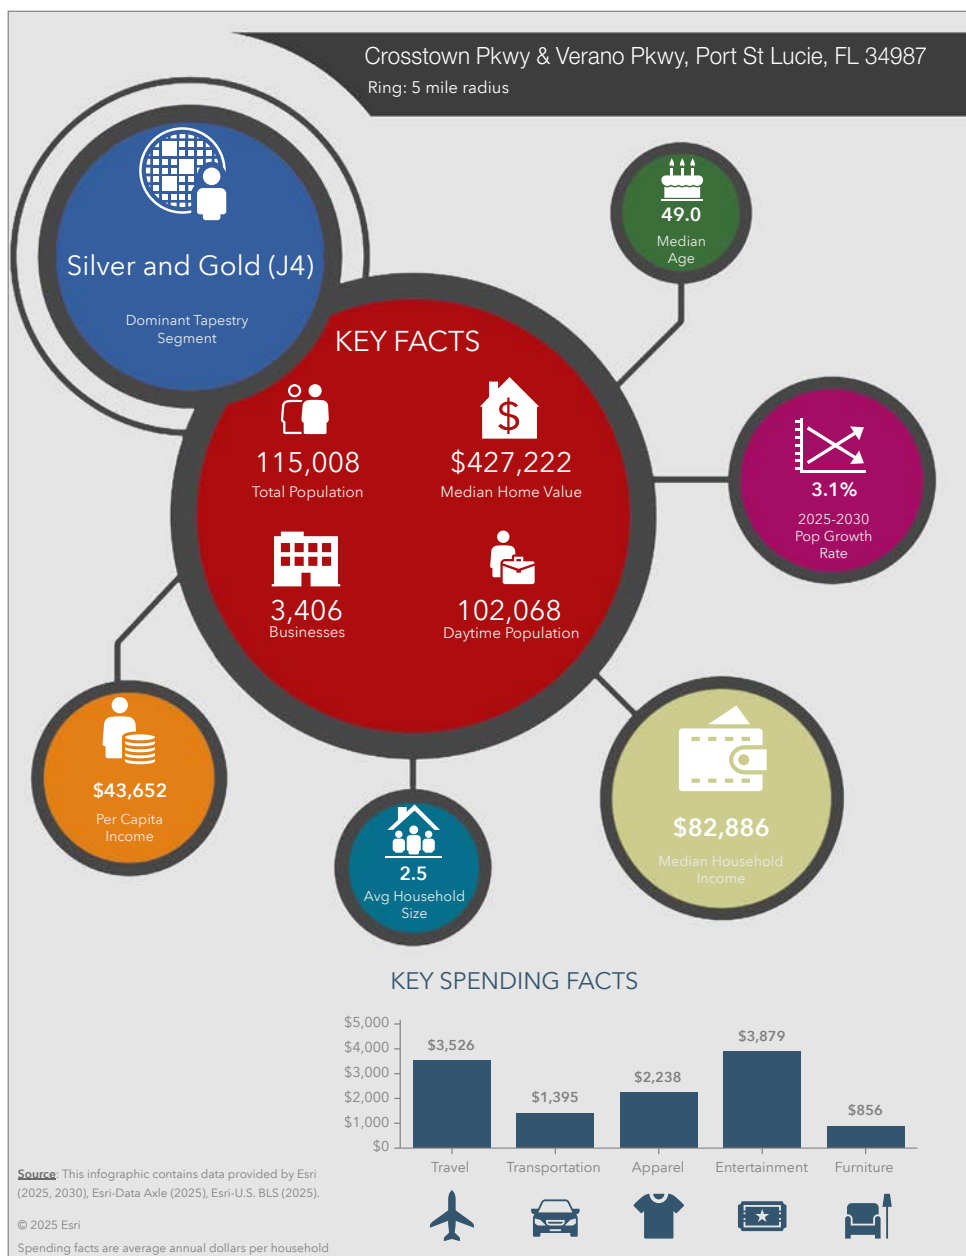 Crosstown Pkwy & Verano Pkwy, Port St Lucie, FL 34987
Ring: 5 mile radius
Silver and Gold (J4)
Dominant Tapestry
Segment
49.0
Median
Age
KEY FACTS
115,008
Total Population
$427,222
Median Home Value
3,406
Businesses
102,068
Daytime Population
3.1%
2025-2030
Pop Growth
Rate
$43,652
Per Capita
Income
2.5
Avg Household
Size
$82,886
Median Household
Income
KEY SPENDING FACTS
$5,000
$4,000
$3,000
$2,000
$1,000
$0
$3,526
$1,395
$2,238
$3,879
$856
Travel
Transportation
Apparel
Entertainment
Furniture
Source: This infographic contains data provided by Esri
(2025, 2030), Esri-Data Axle (2025), Esri-U.S. BLS (2025).
© 2025 Esri
Spending facts are average annual dollars per household